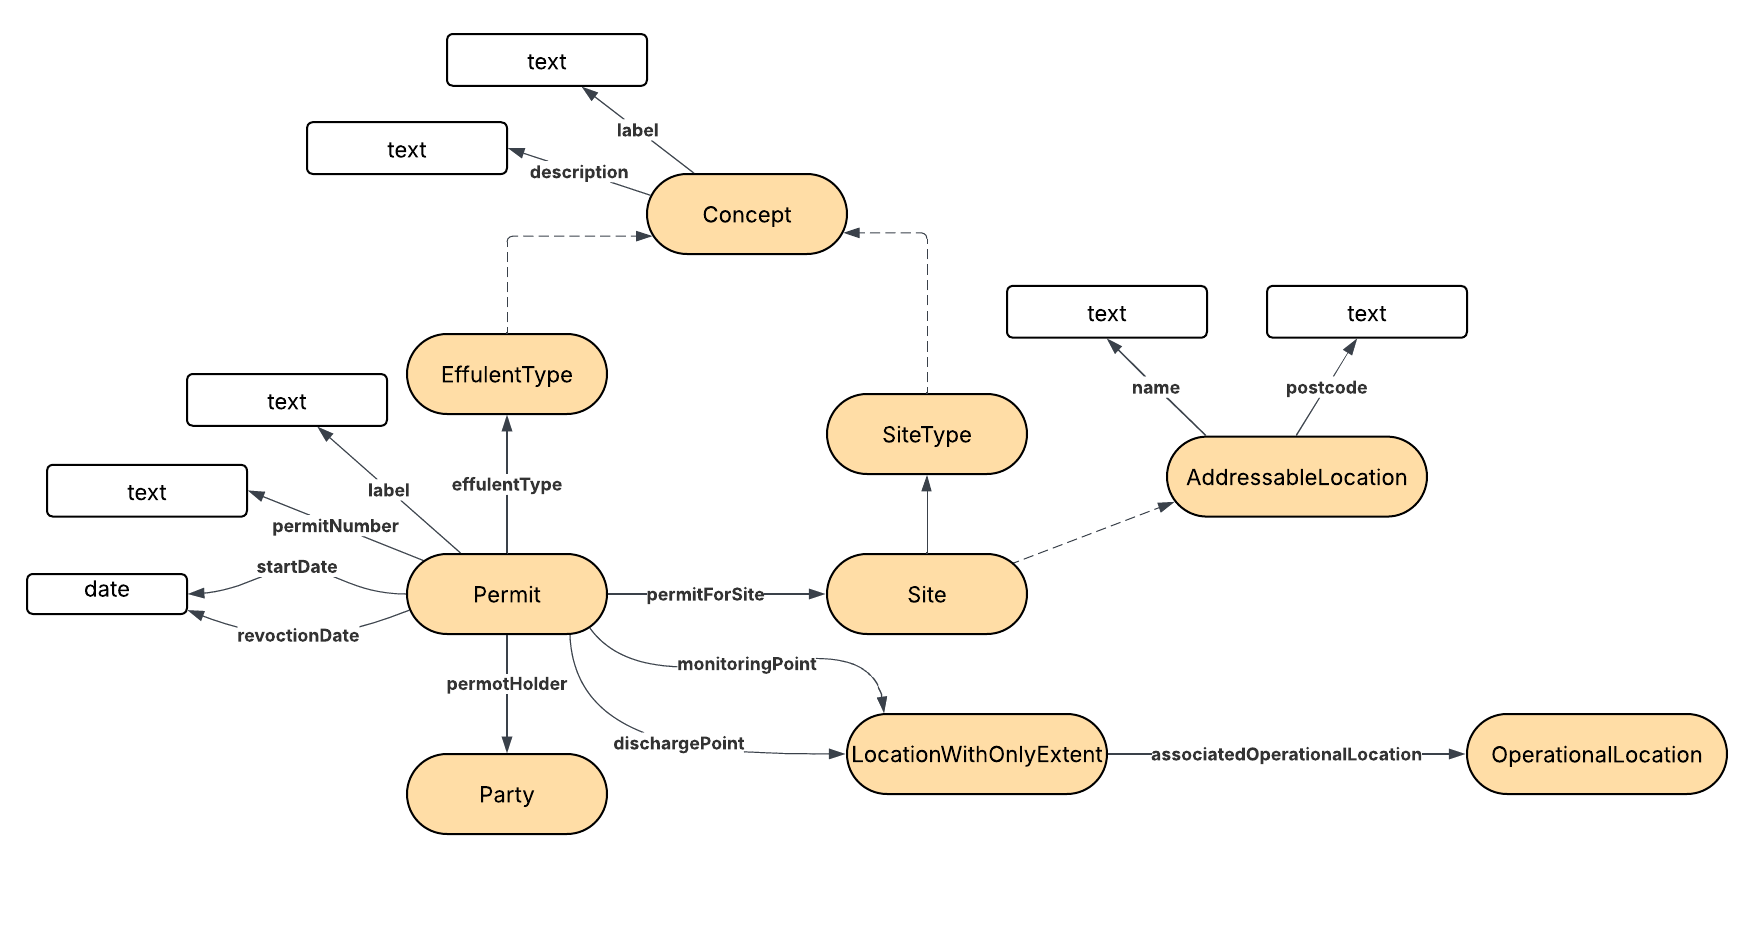 text
label
text
description
Concept
text
text
EffulentType
name
postcode
text
SiteType
AddressableLocation
label
effulentType
text
permitNumber
startDate
date
Permit
permitForSite
Site
revoctionDate
monitoringPoint
permotHolder
dischargePoint
LocationWithOnlyExtent
associatedOperationalLocation
OperationalLocation
Party